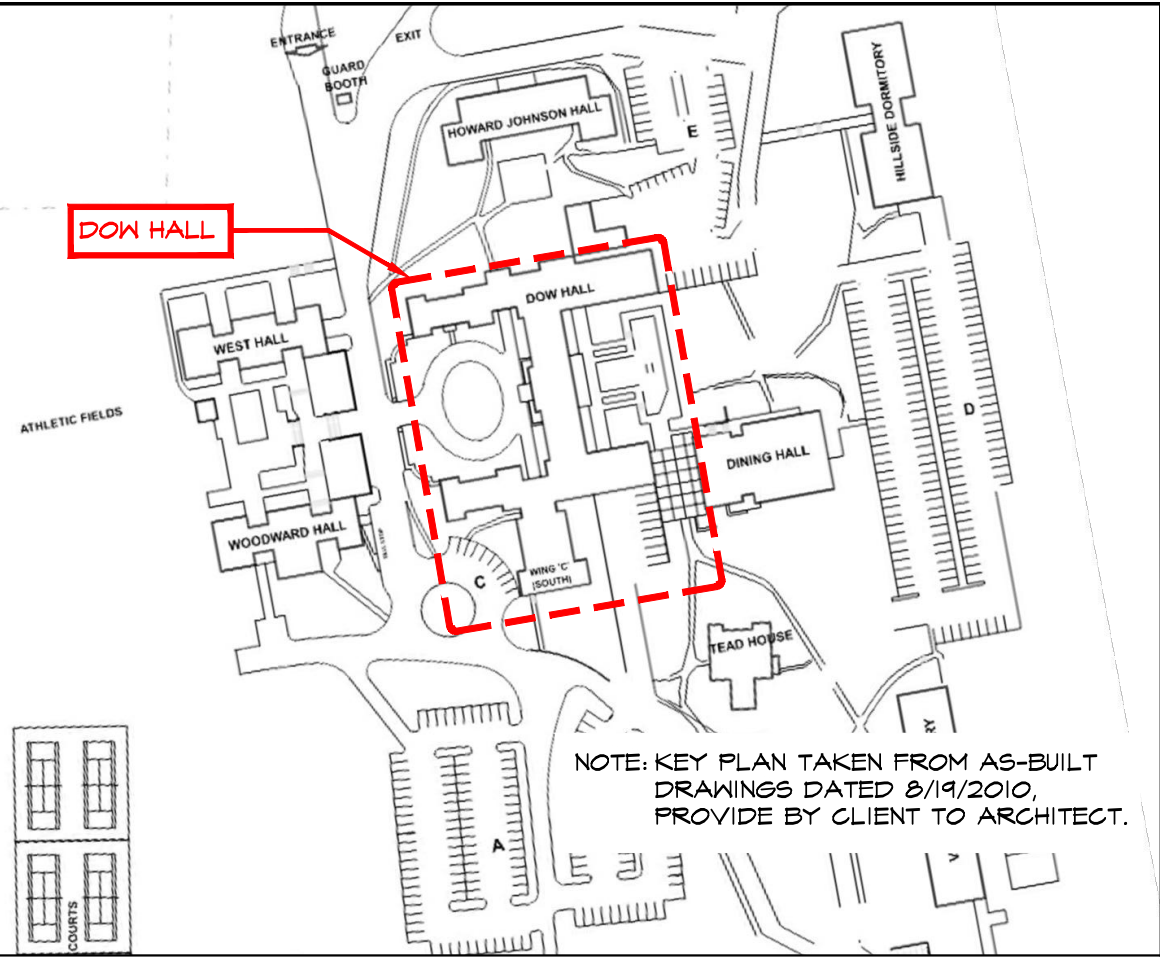 ENTRANCE
EXIT
GUARD
BOOTH
HOWARD JOHNSON HALL
E
HILLSIDE DORMITORY
DOW HALL
DOW HALL
WEST HALL
ATHLETIC FIELDS
D
DINING HALL
WOODWARD HALL
C
WING 'C'
(SOUTH)
TEAD HOUSE
RY
NOTE: KEY PLAN TAKEN FROM AS-BUILT
DRAWINGS DATED 8/19/2010,
PROVIDE BY CLIENT TO ARCHITECT.
A
V
COURTS